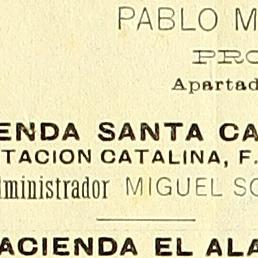 PABLO M
PRO
Apartad
ENDA SANTA CA
TACION CATALINA, F.
dministrador MIGUEL SO
ACIENDA EL ALA